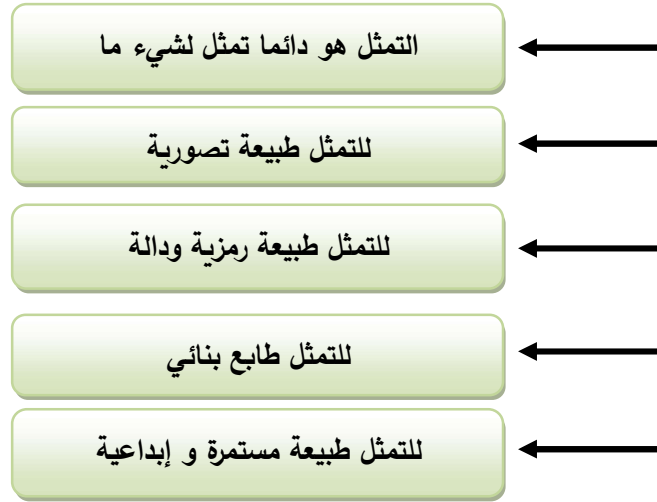 التمثل هو دائما تمثل لشيء ما
للتمثل طبيعة تصورية
للتمثل طبيعة رمزية ودالة
للتمثل طابع بنائي
للتمثل طبيعة مستمرة و إبداعية